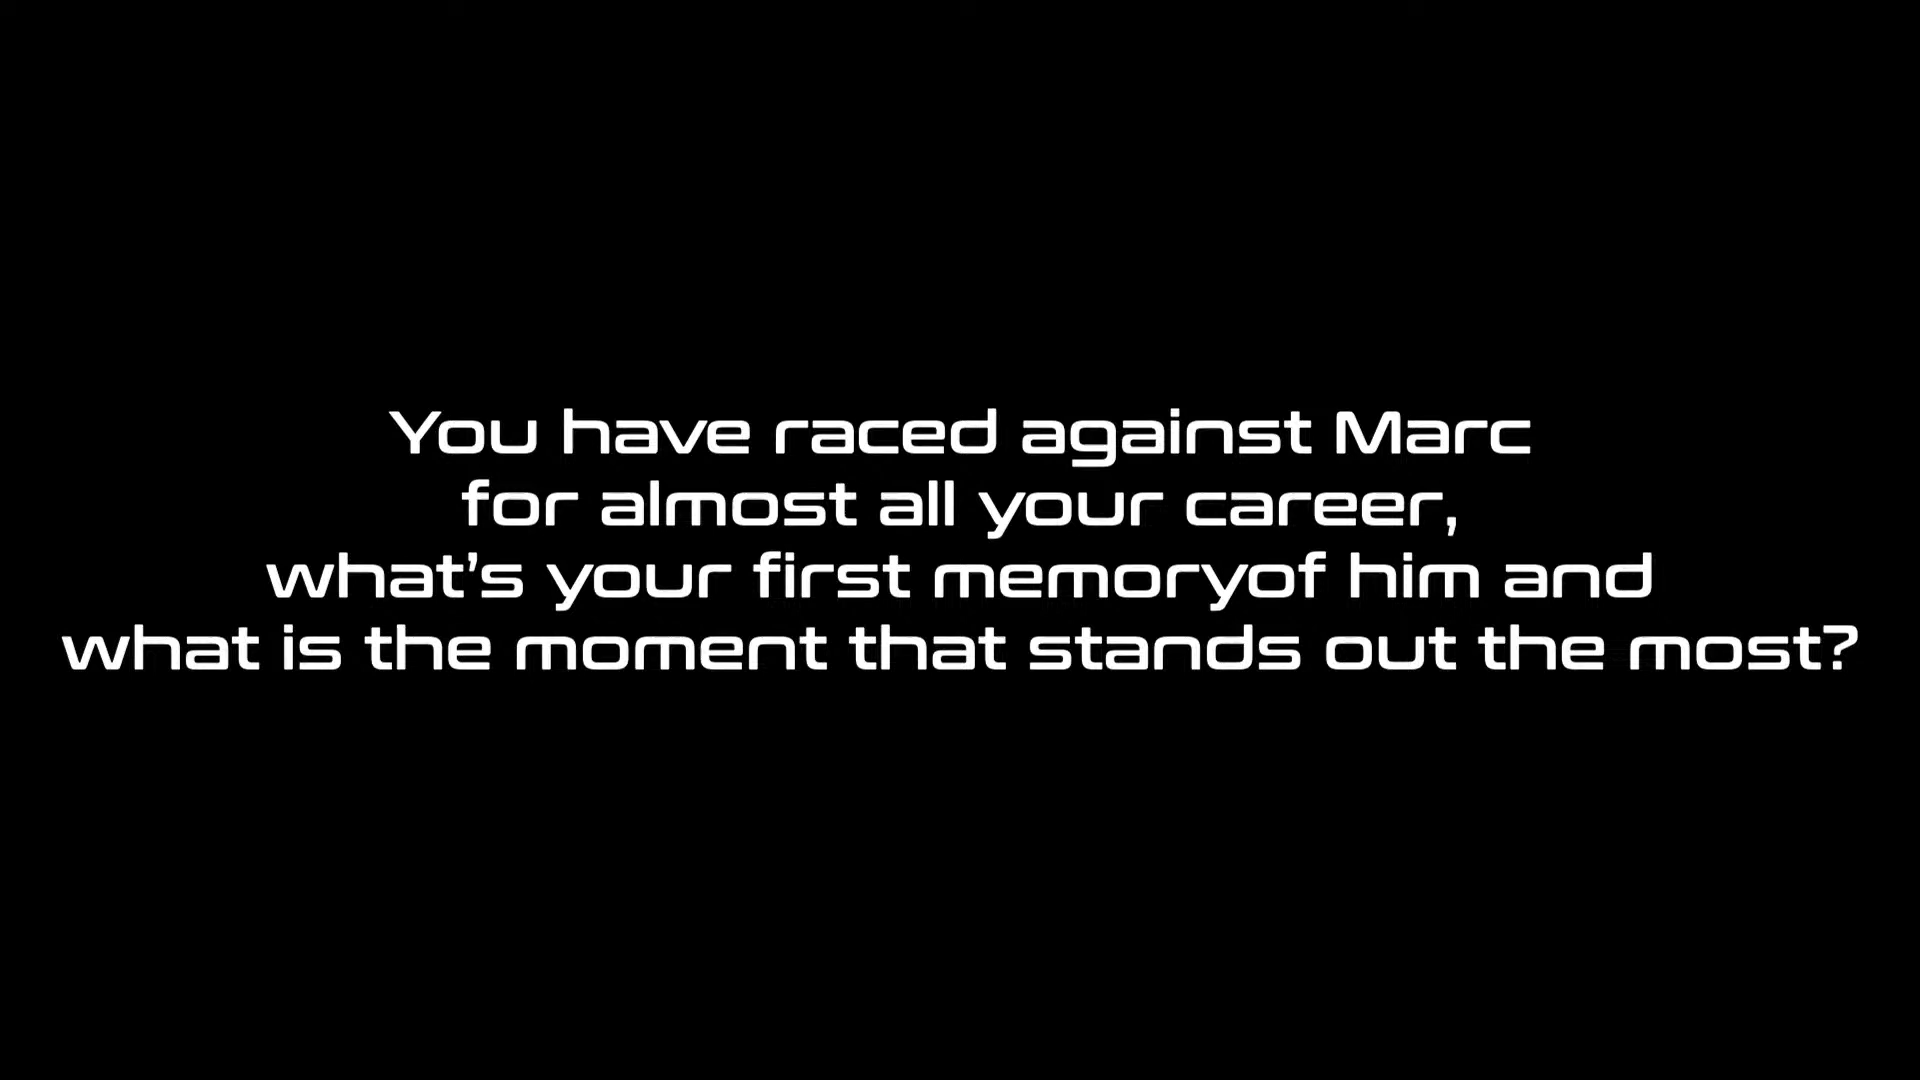 You have raced against Marc
for almost all your career,
what’s your first memoryof him and
what is the moment that stands out the most?